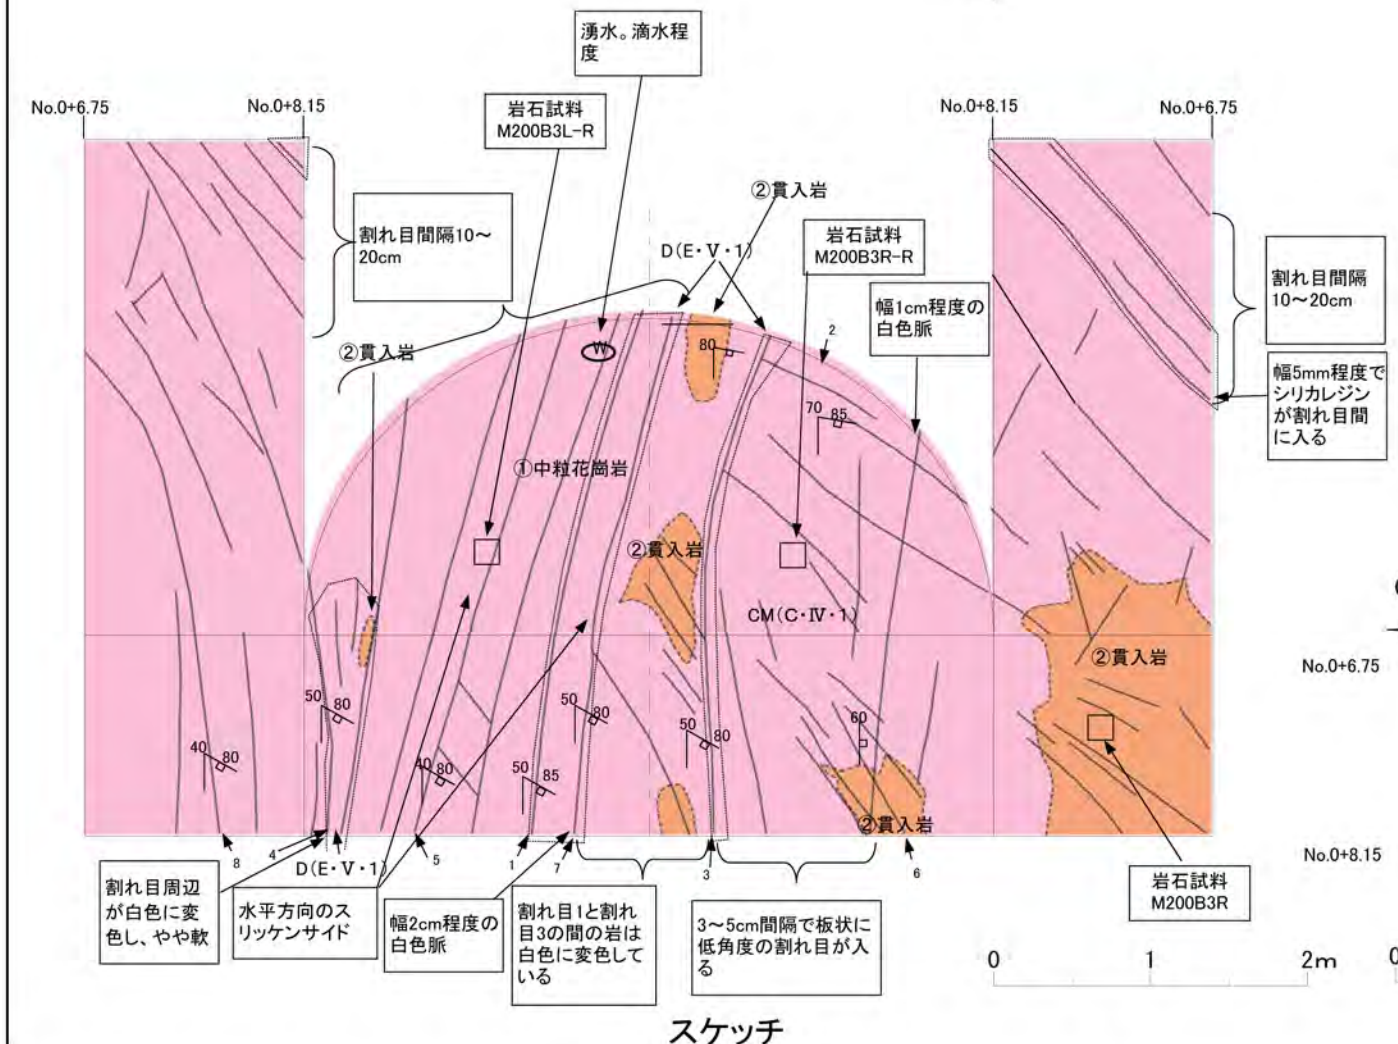 湧水。滴水程
度
No.0+6.75
No.0+8.15
岩石試料
M200B3L-R
No.0+8.15
No.0+6.75
②貫入岩
割れ目間隔10～
20cm
D(E・Ⅴ・1)
岩石試料
M200B3R-R
割れ目間隔
10～20cm
幅1cm程度の
白色脈
2
②貫入岩
W
80
幅5mm程度で
シリカレジン
が割れ目間
に入る
70
85
①中粒花崗岩
②貫入岩
CM(C・Ⅳ・1)
②貫入岩
No.0+6.75
50
80
50
80
50
80
60
40
80
40
80
50
85
②貫入岩
8
4
D(E・Ⅴ・1)
5
1
7
3
6
No.0+8.15
割れ目周辺
が白色に変
色し、やや軟
水平方向のス
リッケンサイド
幅2cm程度の
白色脈
割れ目1と割れ
目3の間の岩は
白色に変色して
いる
3～5cm間隔で板状に
低角度の割れ目が入
る
岩石試料
M200B3R
0
1
2m
0
スケッチ